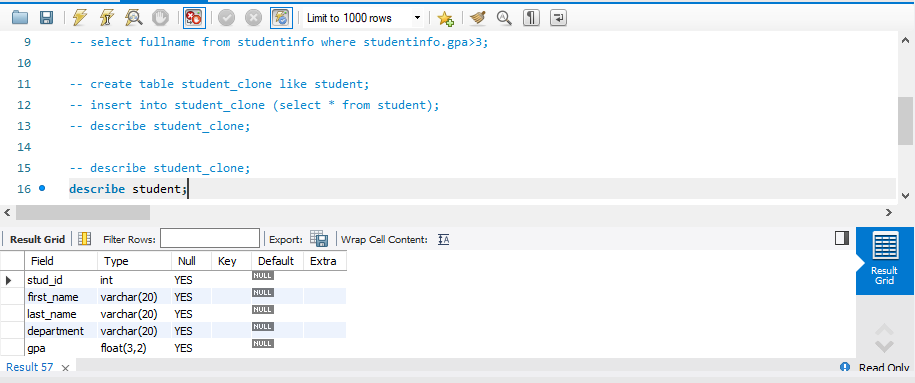 Limit to 1000 rows
9 -- select fullname from studentinfo where studentinfo.gpa>3;
10
11 -- create table student_clone like student;
12 -- insert into student_clone (select * from student);
13 -- describe student_clone;
14
15 -- describe student_clone;
16 describe student;
Result Grid Filter Rows: Export: Wrap Cell Content: IA
Field Type Null Key Default Extra
stud_id int YES NULL
first_name varchar(20) YES NULL
last_name varchar(20) YES NULL
department varchar(20) YES NULL
gpa float(3,2) YES NULL
Result
Grid
Result 57 × Read Only